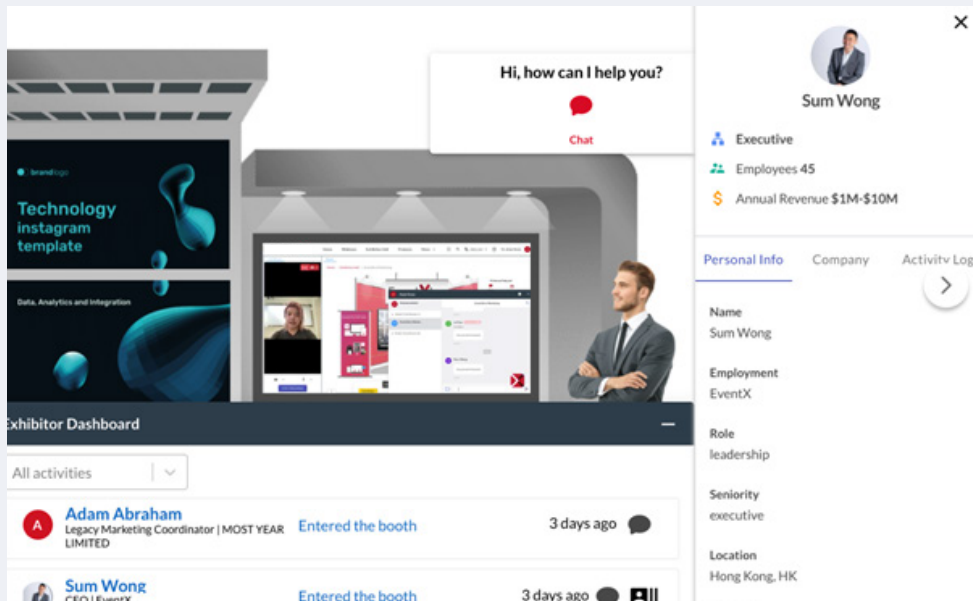 Hi, how can I help you?
Chat
brandlogo
Technology
instagram
template
Data, Analytics and Integration
Exhibitor Dashboard
All activities
A
Adam Abraham
Legacy Marketing Coordinator | MOST YEAR
LIMITED
Entered the booth
3 days ago
Sum Wong
CEO | EventX
Entered the booth
3 days ago
Sum Wong
Executive
Employees 45
Annual Revenue $1M-$10M
Personal Info
Company
Activity Log
Name
Sum Wong
Employment
EventX
Role
leadership
Seniority
executive
Location
Hong Kong, HK